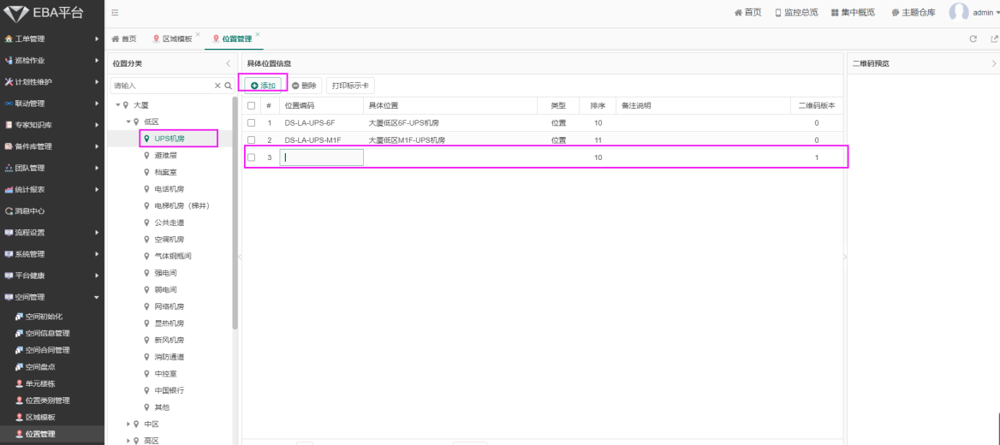 EBA平台
首页 监控总览 集中概览 主题仓库 admin
工单管理
巡检作业
计划性维护
联动管理
专家知识库
备件库管理
团队管理
统计报表
消息中心
流程设置
系统管理
平台健康
空间管理
空间初始化
空间信息管理
空间合同管理
空间盘点
单元楼栋
位置类别管理
区域模板
位置管理
首页 区域模板 × 位置管理 ×
位置分类
请输入
大厦
低区
UPS机房
避难层
档案室
电话机房
电梯机房（梯井）
公共走道
空调机房
气体钢瓶间
强电间
弱电间
网络机房
显热机房
新风机房
消防通道
中控室
中国银行
其他
中区
高区
具体位置信息
添加 删除 打印标示卡
# 位置编码 具体位置 类型 排序 备注说明 二维码版本
1 DS-LA-UPS-6F 大厦低区6F-UPS机房 位置 10 0
2 DS-LA-UPS-M1F 大厦低区M1F-UPS机房 位置 11 0
3 10 1
二维码预览